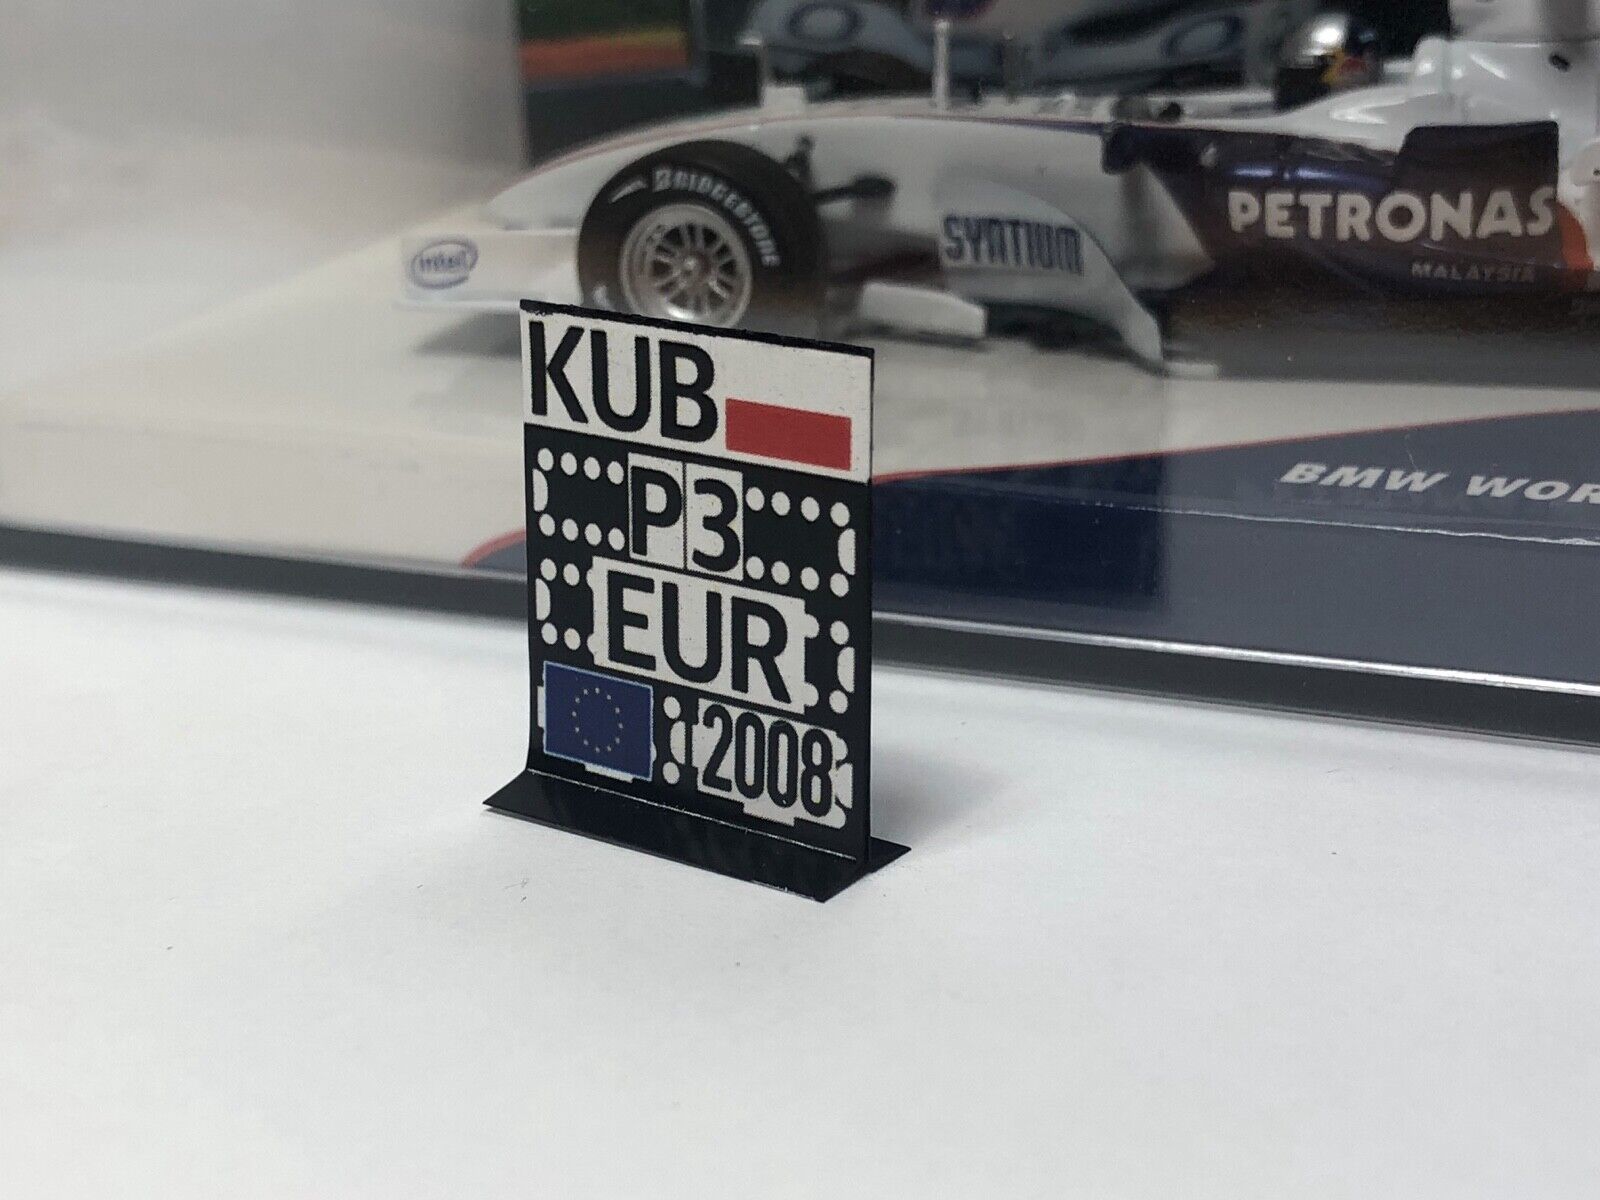 BRIDGESTONE
intel
SYNTIUM
PETRONAS
MALAYSIA
BMW WOR
KUB
P3
EUR
2008